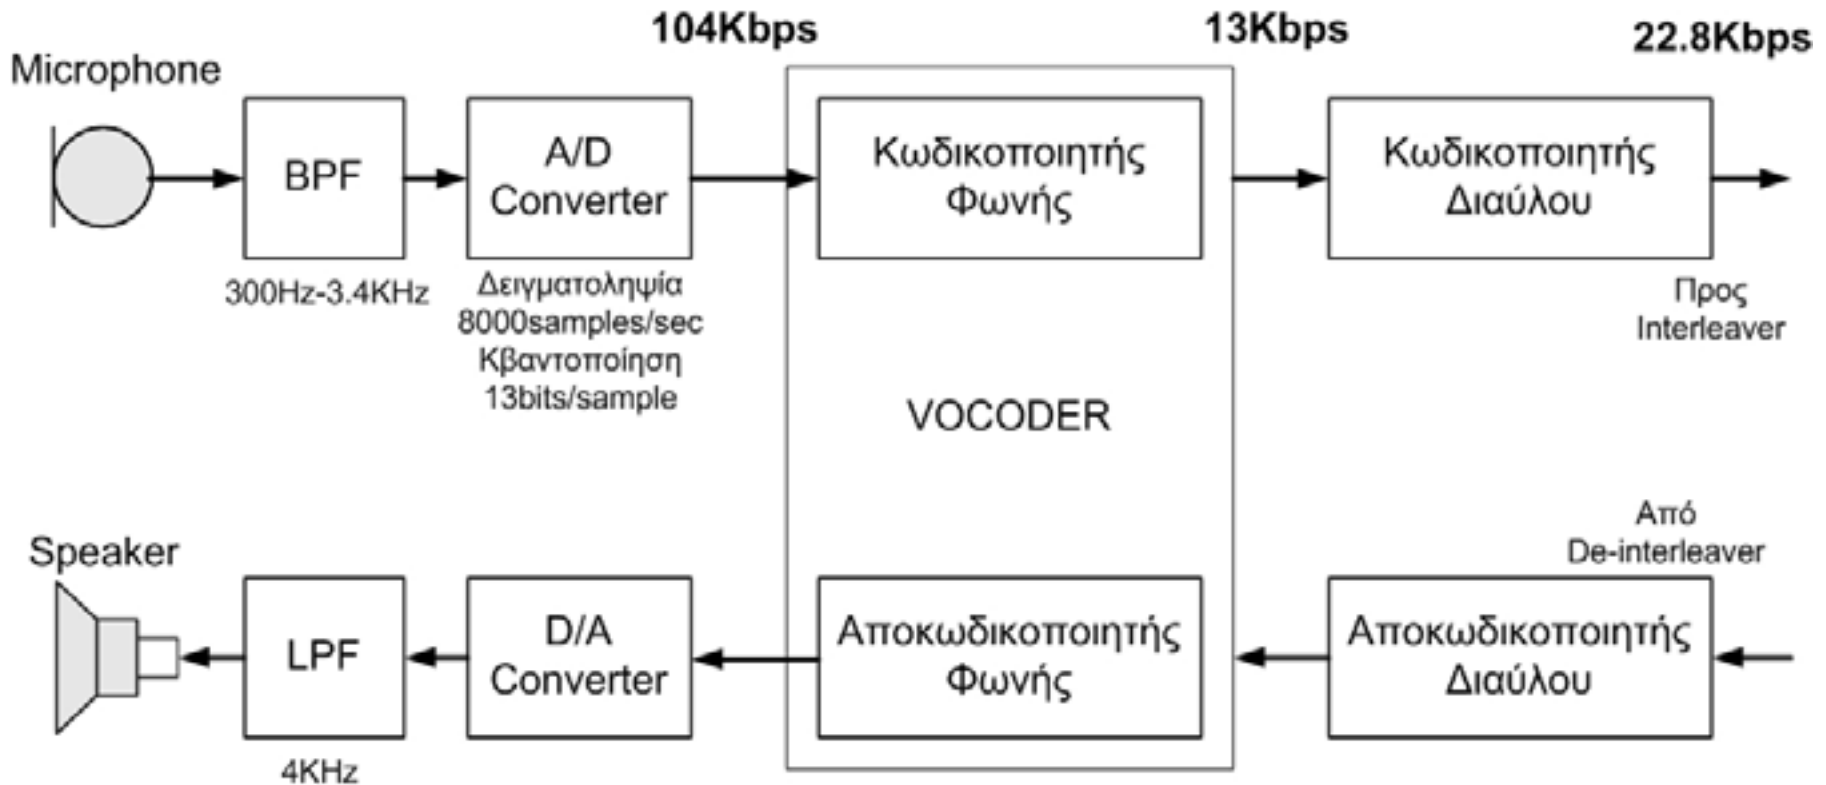 104Kbps
13Kbps
22.8Kbps
Microphone
BPF
A/D
Converter
Κωδικοποιητής
Φωνής
Κωδικοποιητής
Διαύλου
300Hz-3.4KHz
Δειγματοληψία
8000samples/sec
Κβαντοποίηση
13bits/sample
Προς
Interleaver
VOCODER
Από
De-interleaver
Speaker
LPF
D/A
Converter
Αποκωδικοποιητής
Φωνής
Αποκωδικοποιητής
Διαύλου
4KHz